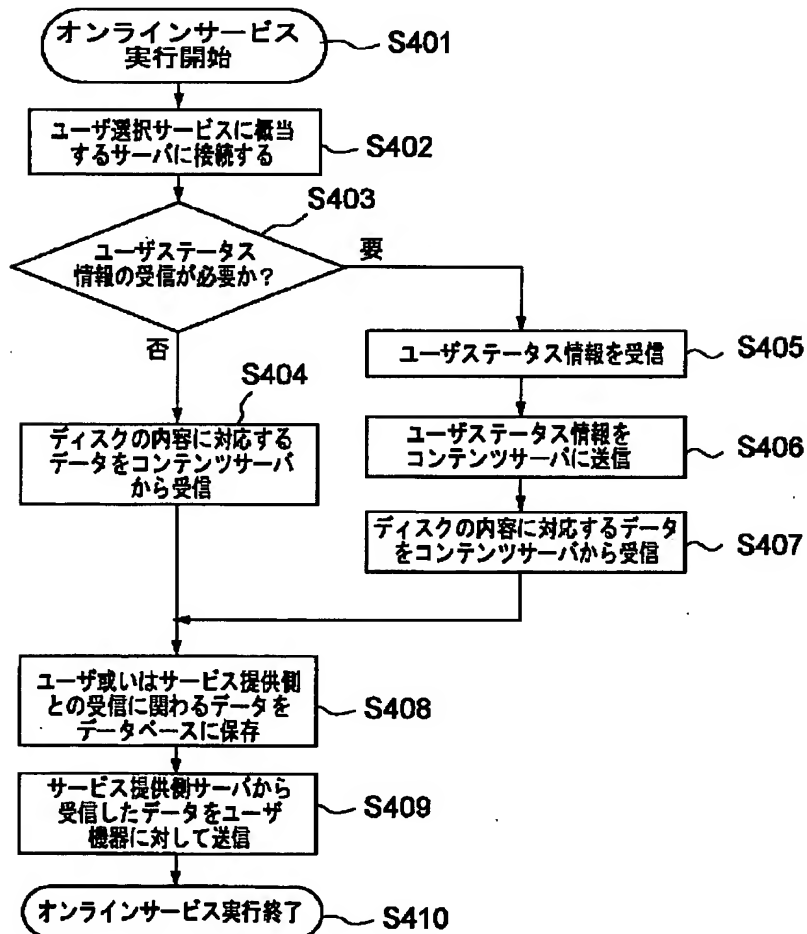 オンラインサービス
実行開始
S401
ユーザ選択サービスに概当
するサーバに接続する
S402
S403
ユーザステータス
情報の受信が必要か？
要
否
S404
ディスクの内容に対応する
データをコンテンツサーバ
から受信
ユーザステータス情報を受信
S405
ユーザステータス情報を
コンテンツサーバに送信
S406
ディスクの内容に対応するデータ
をコンテンツサーバから受信
S407
ユーザ或いはサービス提供側
との受信に関わるデータを
データベースに保存
S408
サービス提供側サーバから
受信したデータをユーザ
機器に対して送信
S409
オンラインサービス実行終了
S410